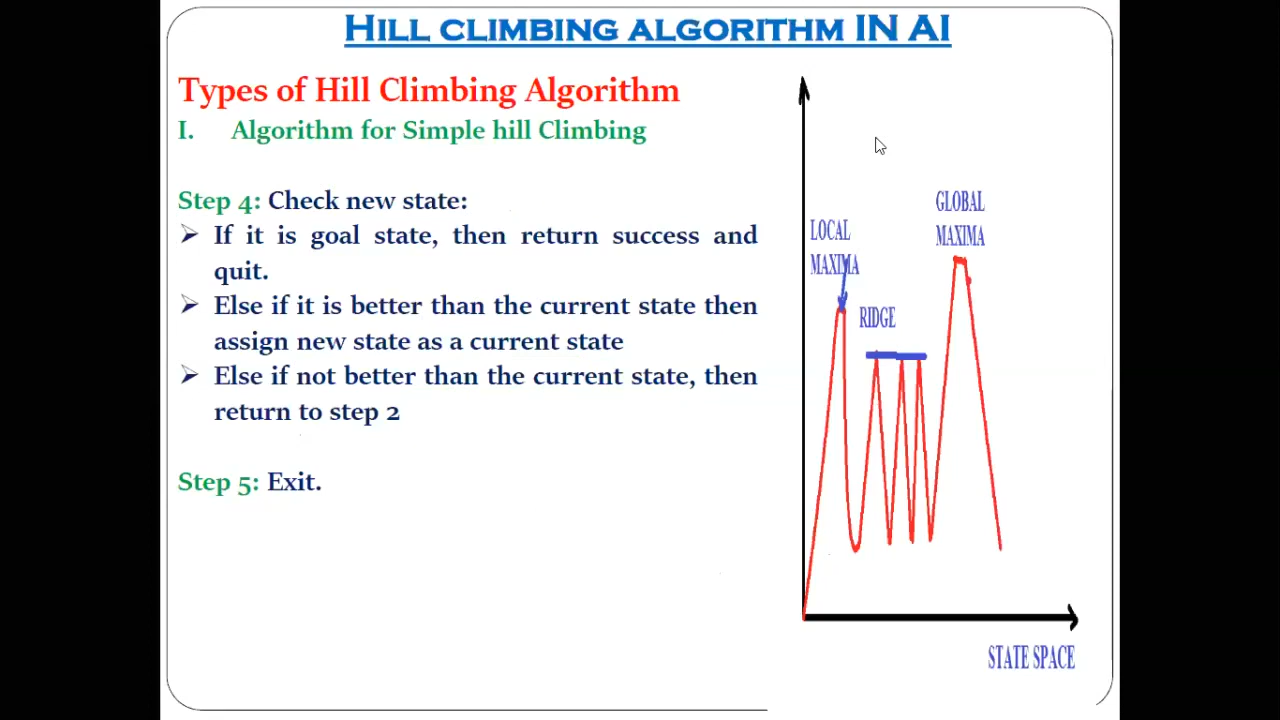 HILL CLIMBING ALGORITHM IN AI
Types of Hill Climbing Algorithm
I. Algorithm for Simple hill Climbing
Step 4: Check new state:
➢ If it is goal state, then return success and
quit.
➢ Else if it is better than the current state then
assign new state as a current state
➢ Else if not better than the current state, then
return to step 2
Step 5: Exit.
LOCAL
MAXIMA
RIDGE
GLOBAL
MAXIMA
STATE SPACE